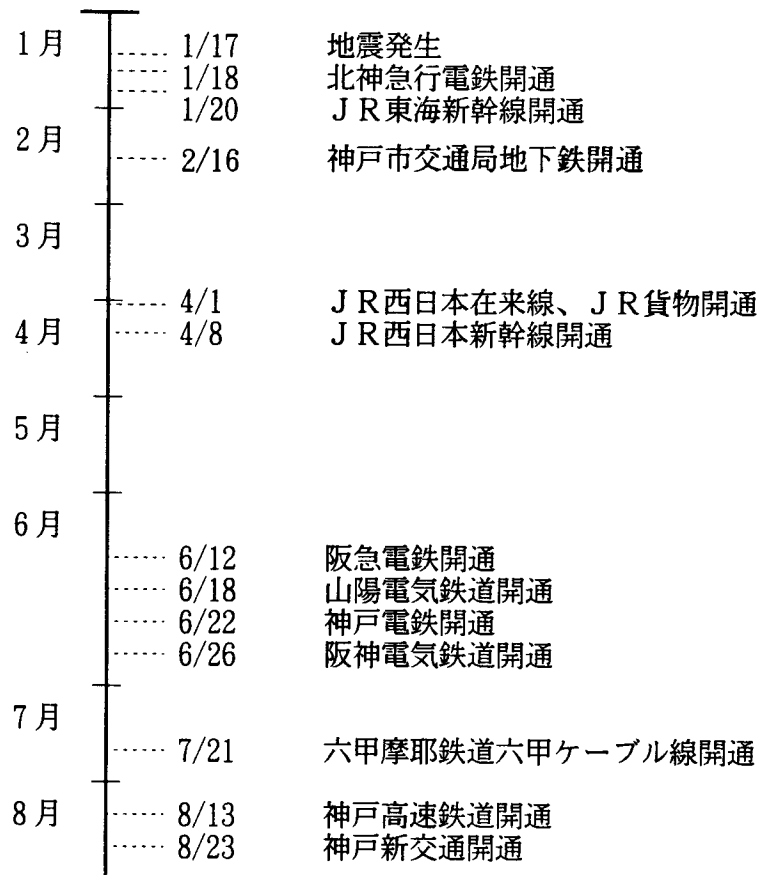 1月
1/17 地震発生
1/18 北神急行電鉄開通
1/20 ＪＲ東海新幹線開通
2月
2/16 神戸市交通局地下鉄開通
3月
4/1 ＪＲ西日本在来線、ＪＲ貨物開通
4月 4/8 ＪＲ西日本新幹線開通
5月
6月
6/12 阪急電鉄開通
6/18 山陽電気鉄道開通
6/22 神戸電鉄開通
6/26 阪神電気鉄道開通
7月
7/21 六甲摩耶鉄道六甲ケーブル線開通
8月 8/13 神戸高速鉄道開通
8/23 神戸新交通開通